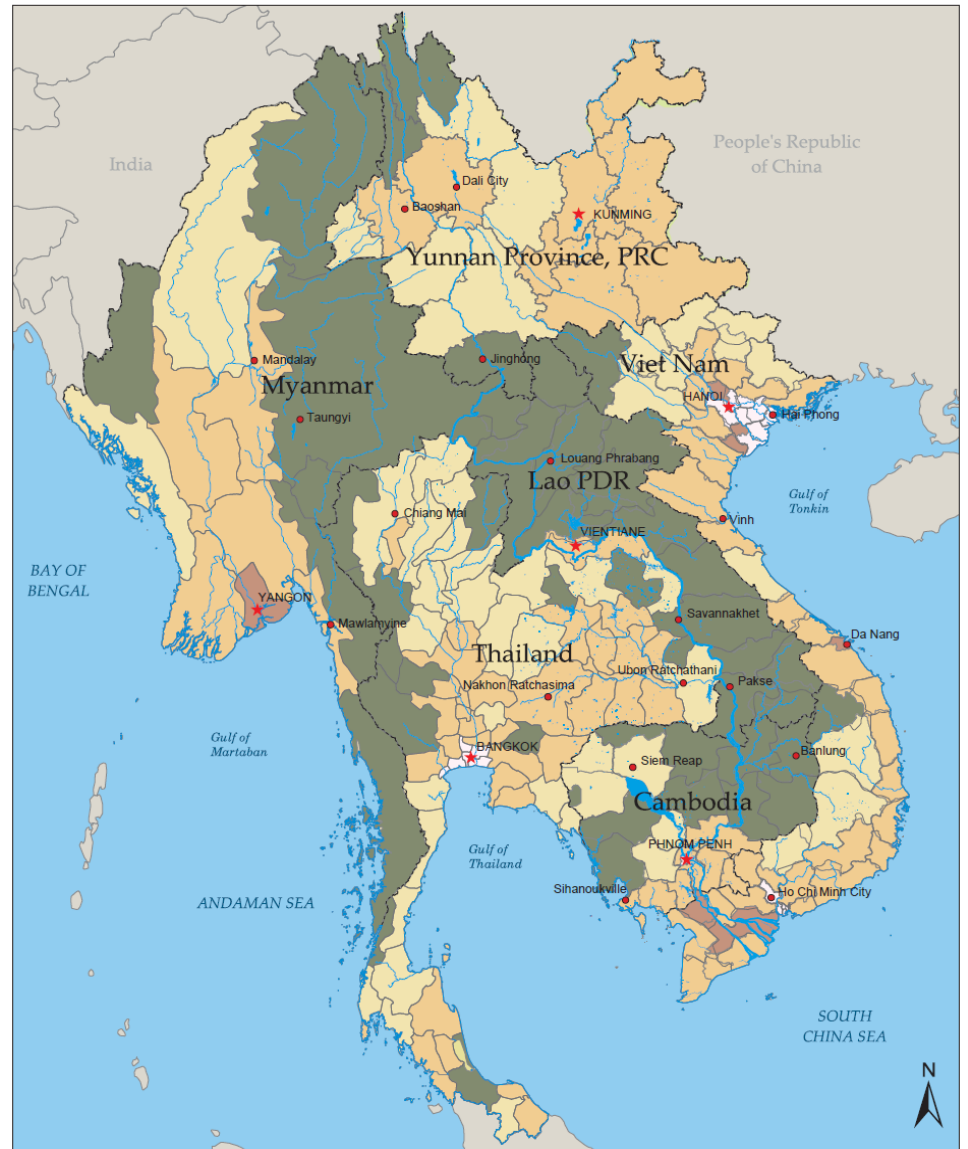 India
People's Republic
of China
Dali City
Baoshan
KUNMING
Yunnan Province, PRC
Mandalay
Jinghong
Viet Nam
Myanmar
HANOI
Hai Phong
Taungyi
Louang Phrabang
Lao PDR
Gulf of
Tonkin
Chiang Mai
Vinh
VIENTIANE
BAY OF
BENGAL
YANGON
Mawlamyine
Savannakhet
Da Nang
Thailand
Ubon Ratchathani
Nakhon Ratchasima
Pakse
Gulf of
Martaban
BANGKOK
Banlung
Siem Reap
Cambodia
PHNOM PENH
Gulf of
Thailand
Sihanoukville
Ho Chi Minh City
ANDAMAN SEA
SOUTH
CHINA SEA
N